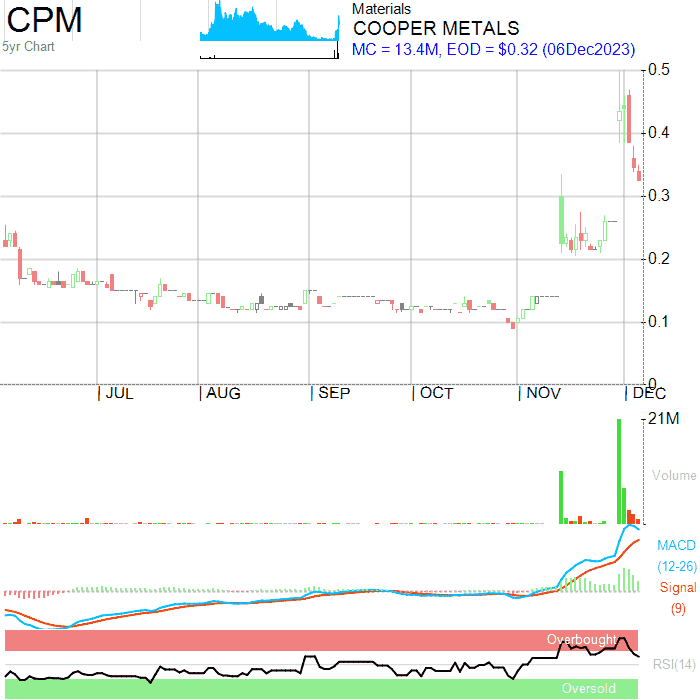 CPM
5yr Chart
Materials
COOPER METALS
MC = 13.4M, EOD = $0.32 (06Dec2023)
0.5
0.4
0.3
0.2
0.1
0
JUL AUG SEP OCT NOV DEC
21M
Volume
MACD
(12-26)
Signal
(9)
Overbought
RSI(14)
Oversold